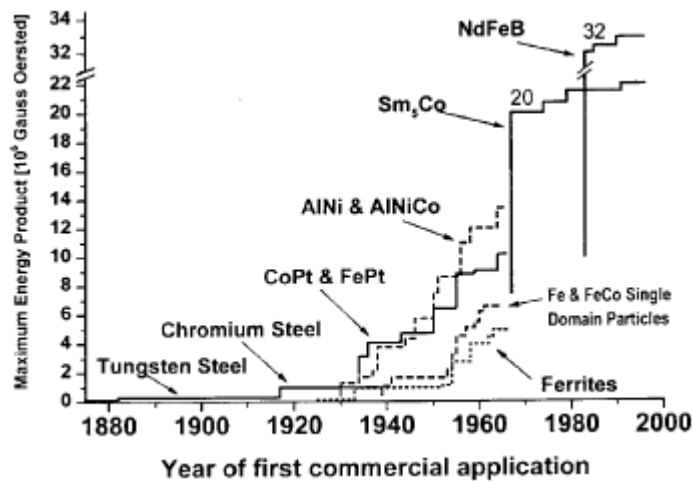 Maximum Energy Product [10⁶ Gauss Oersted]
34
32
22
20
18
16
14
12
10
8
6
4
2
0
NdFeB
32
Sm₅Co
20
AlNi & AlNiCo
CoPt & FePt
Fe & FeCo Single
Domain Particles
Chromium Steel
Tungsten Steel
Ferrites
1880
1900
1920
1940
1960
1980
2000
Year of first commercial application